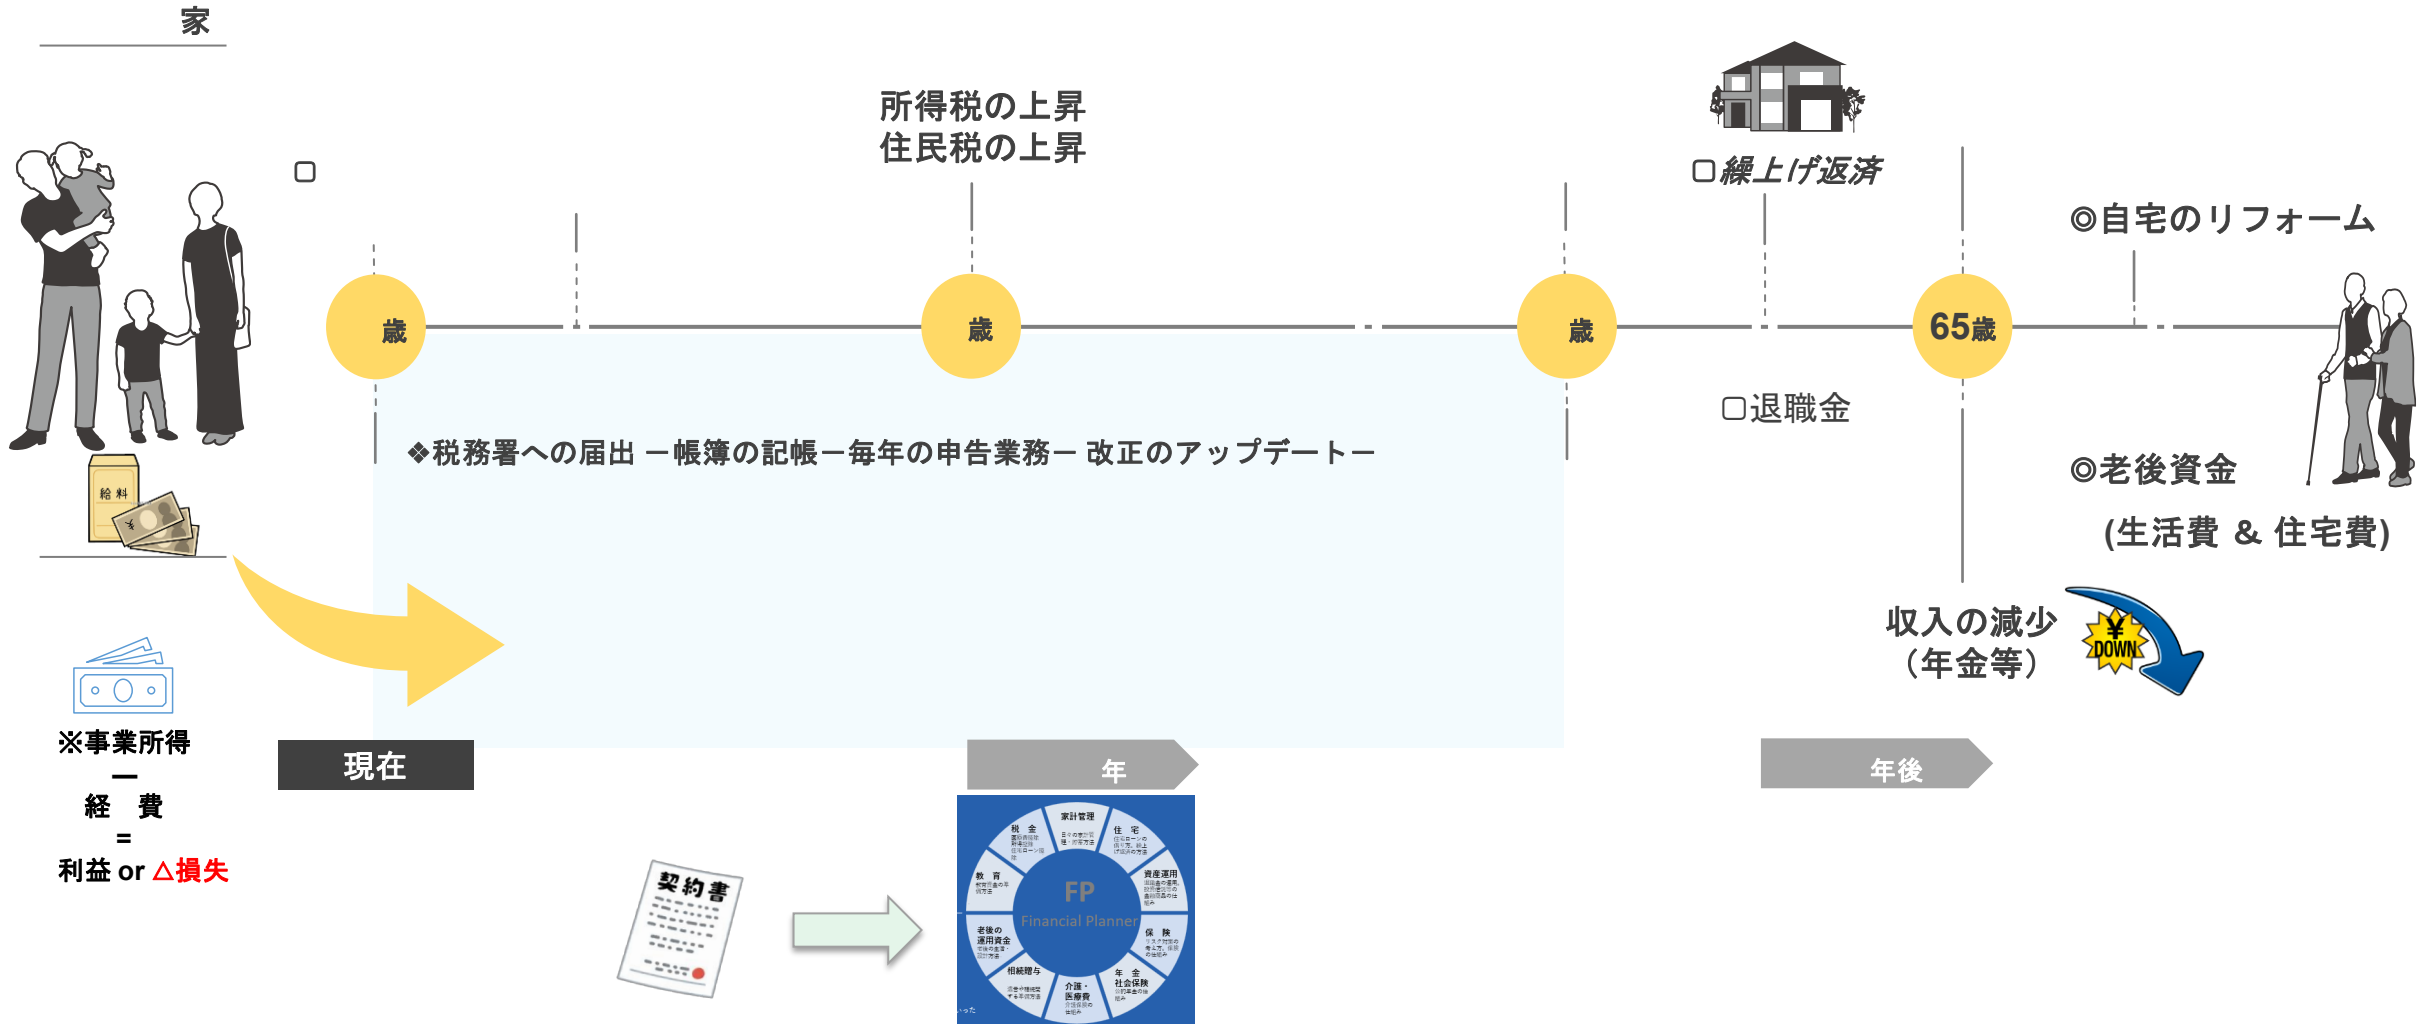 家
所得税の上昇
住民税の上昇
▢
▢繰上げ返済
◎自宅のリフォーム
歳
歳
歳
65歳
▢退職金
❖税務署への届出 －帳簿の記帳－毎年の申告業務－ 改正のアップデート－
◎老後資金
(生活費 & 住宅費)
給料
収入の減少
（年金等）
¥
DOWN
※事業所得
ー
経　費
=
利益 or △損失
現在
年
年後
契約書
家計管理
税　金
住　宅
教　育
資産運用
FP
Financial Planner
老後の
運用資金
保　険
相続贈与
年　金
社会保険
介護・
医療費